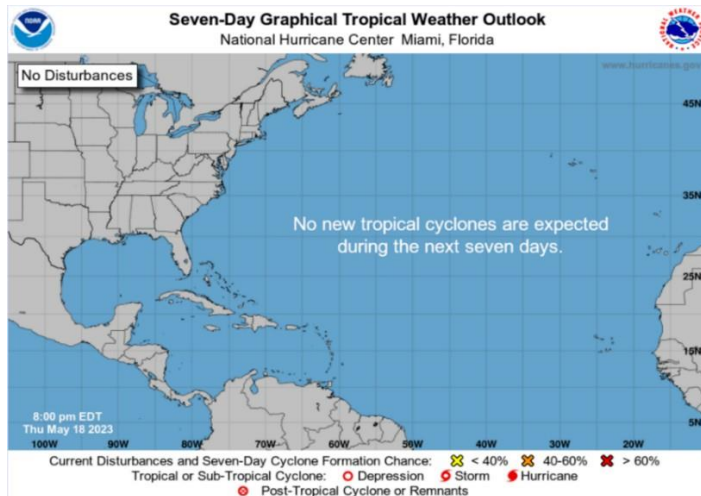 Seven-Day Graphical Tropical Weather Outlook
National Hurricane Center Miami, Florida
No Disturbances
www.hurricanes.gov
45N
35N
No new tropical cyclones are expected
during the next seven days.
25N
15N
8:00 pm EDT
Thu May 18 2023
5N
100W 90W 80W 70W 60W 50W 40W 30W 20W
Current Disturbances and Seven-Day Cyclone Formation Chance: < 40% 40-60% > 60%
Tropical or Sub-Tropical Cyclone: Depression Storm Hurricane
Post-Tropical Cyclone or Remnants